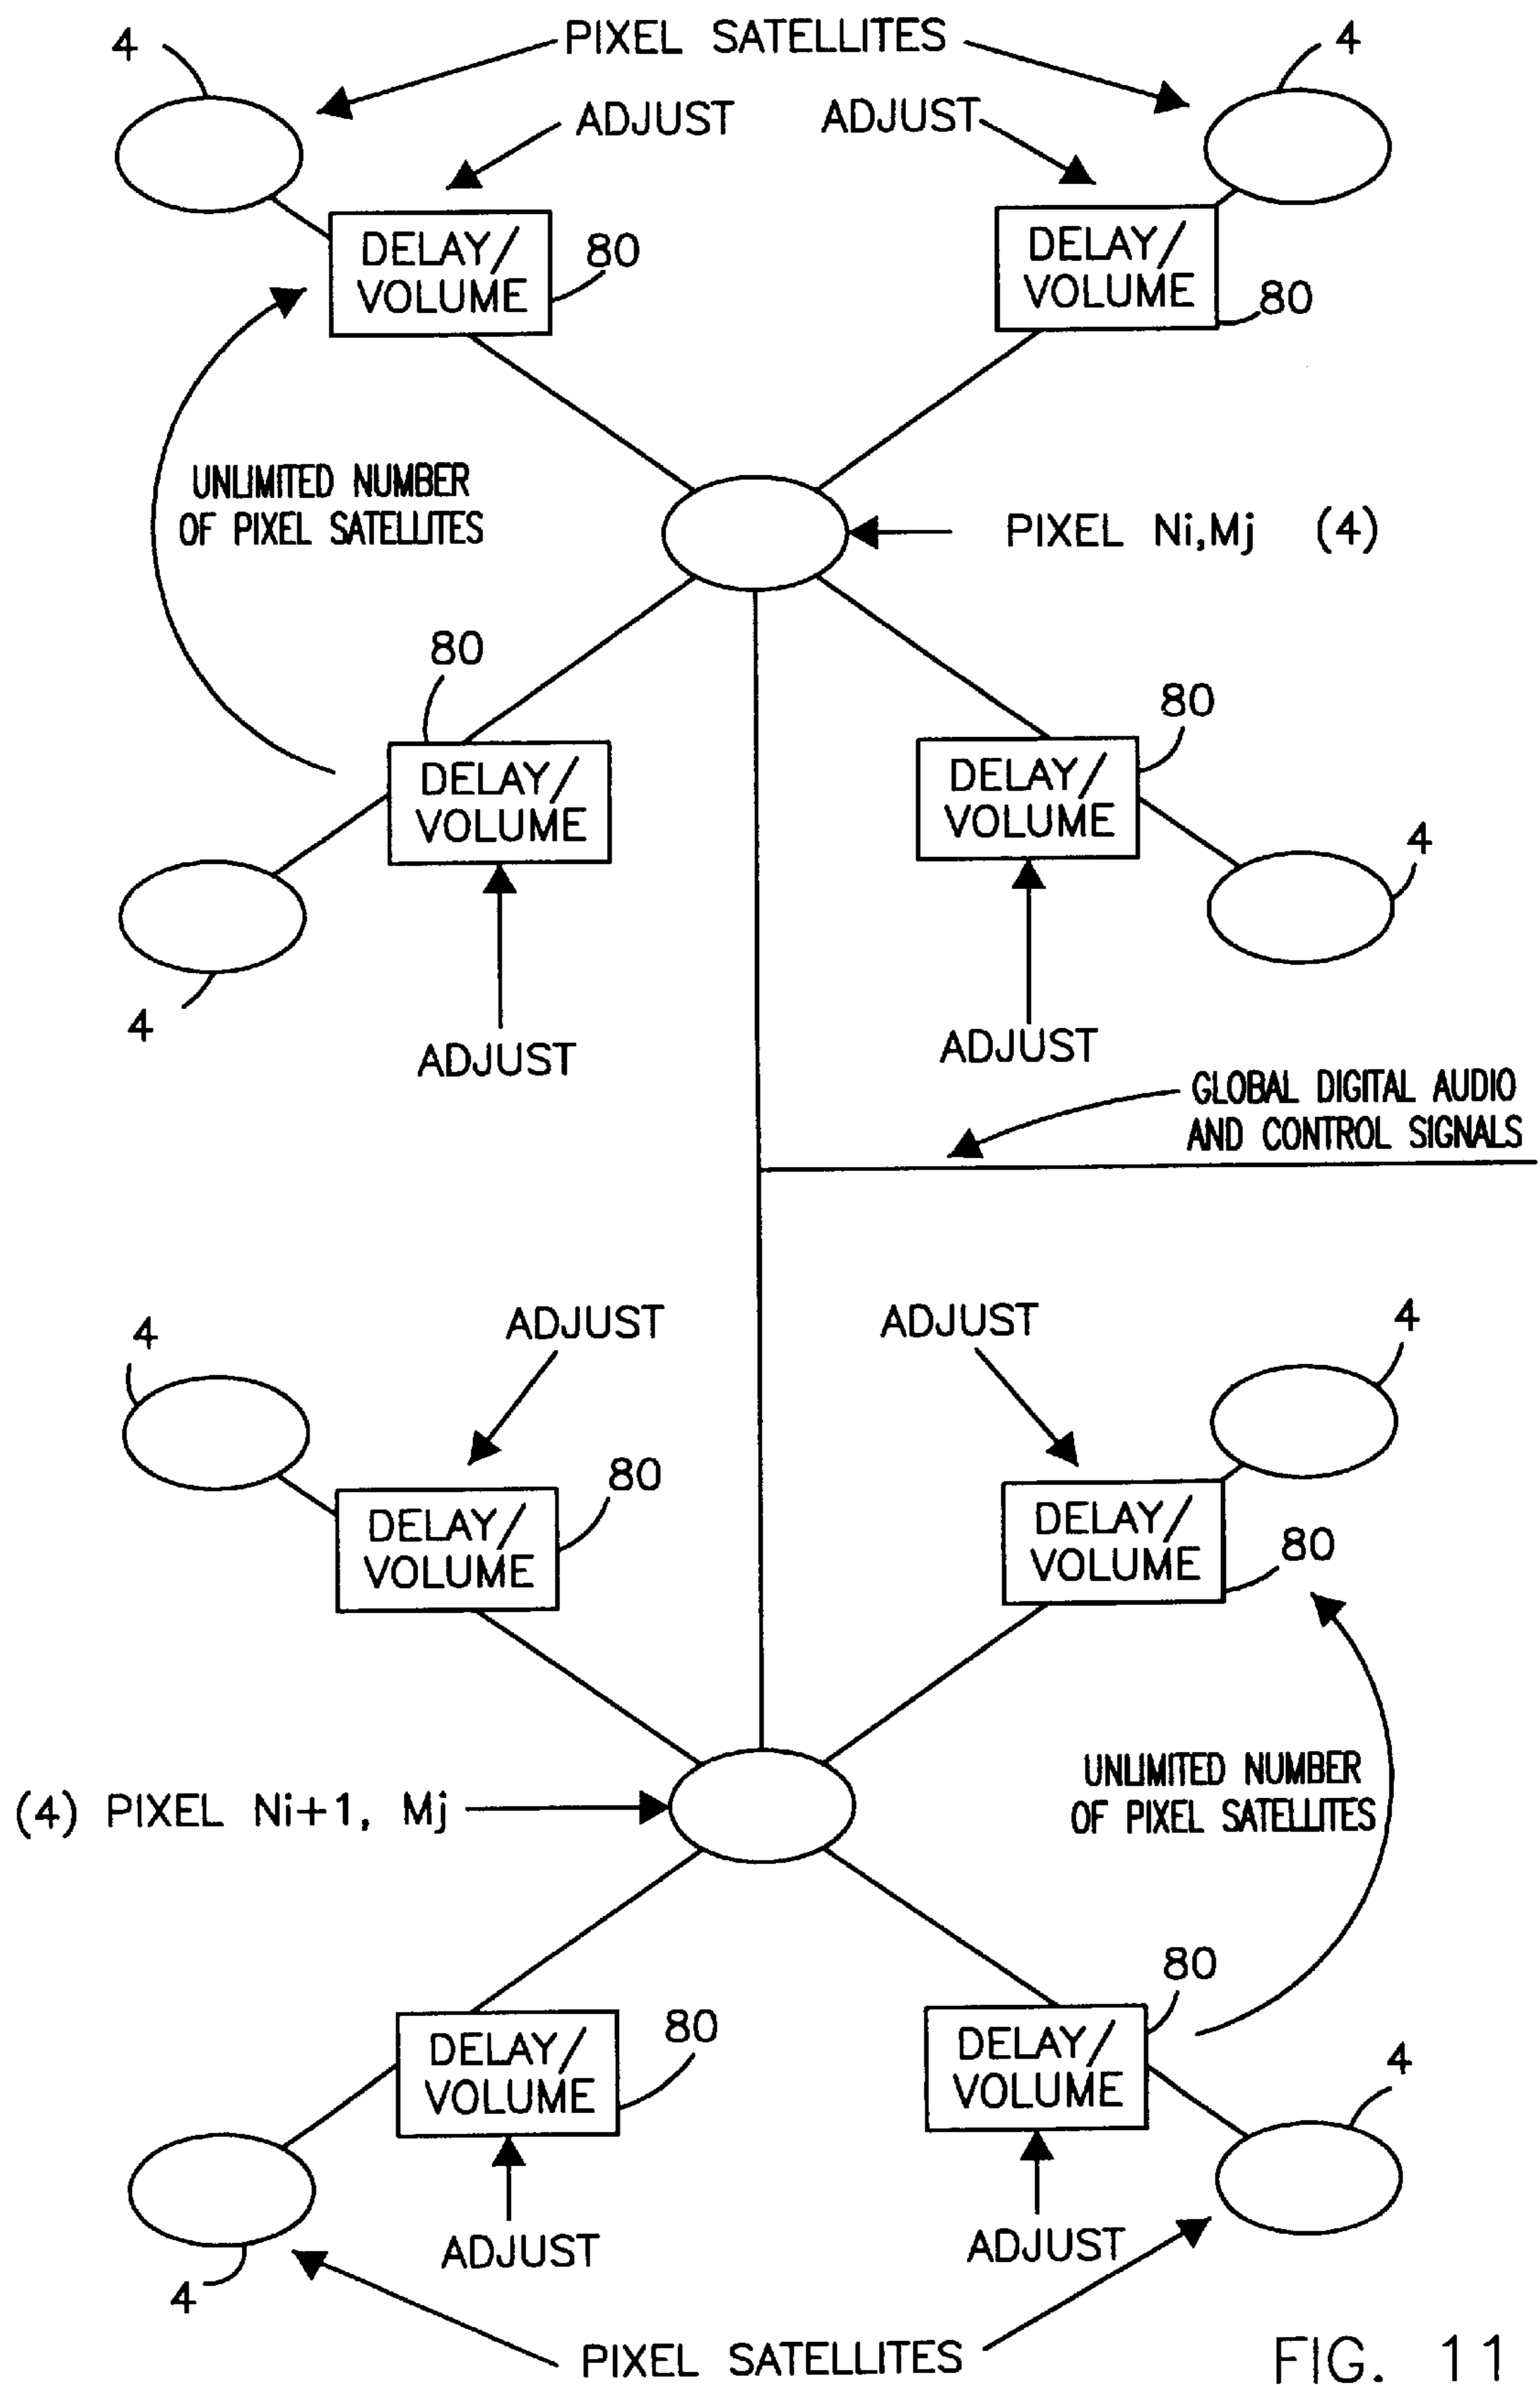 4
PIXEL SATELLITES
4
ADJUST
ADJUST
DELAY/
VOLUME
80
DELAY/
VOLUME
80
UNLIMITED NUMBER
OF PIXEL SATELLITES
PIXEL Ni,Mj (4)
80
DELAY/
VOLUME
80
DELAY/
VOLUME
4
4
ADJUST
ADJUST
GLOBAL DIGITAL AUDIO
AND CONTROL SIGNALS
4
ADJUST
ADJUST
4
DELAY/
VOLUME
80
DELAY/
VOLUME
80
UNLIMITED NUMBER
OF PIXEL SATELLITES
(4) PIXEL Ni+1, Mj
DELAY/
VOLUME
80
DELAY/
VOLUME
80
4
4
ADJUST
ADJUST
PIXEL SATELLITES
FIG. 11